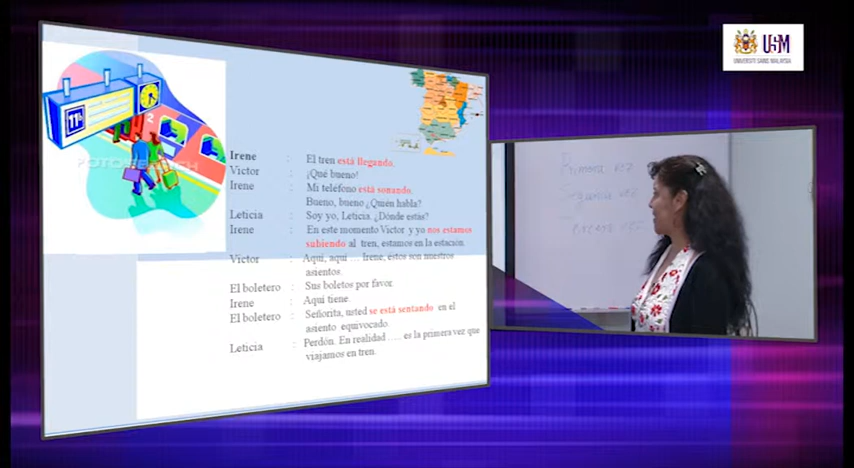 USM
UNIVERSITI SAINS MALAYSIA
11
2
FOTOSEARCH
Irene : El tren está llegando.
Victor : ¡Qué bueno!
Irene : Mi teléfono está sonando.
Bueno, bueno ¿Quién habla?
Leticia : Soy yo, Leticia. ¿Dónde estás?
Irene : En este momento Victor y yo nos estamos
subiendo al tren, estamos en la estación.
Victor : Aquí, aquí … Irene, estos son nuestros
asientos.
El boletero : Sus boletos por favor.
Irene : Aquí tiene.
El boletero : Señorita, usted se está sentando en el
asiento equivocado.
Leticia : Perdón. En realidad ….. es la primera vez que
viajamos en tren.
Primera vez
Segunda vez
Tercera vez